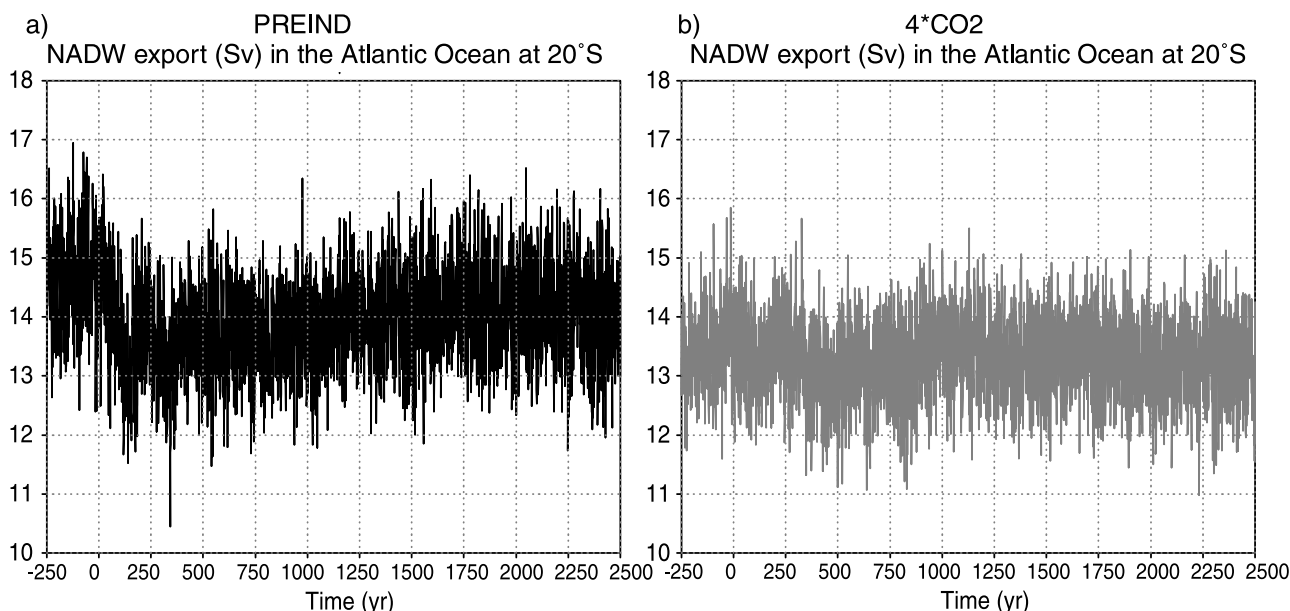 a) PREIND
NADW export (Sv) in the Atlantic Ocean at 20˚S
18
17
16
15
14
13
12
11
10
-250 0 250 500 750 1000 1250 1500 1750 2000 2250 2500
Time (yr)
b) 4*CO2
NADW export (Sv) in the Atlantic Ocean at 20˚S
18
17
16
15
14
13
12
11
10
-250 0 250 500 750 1000 1250 1500 1750 2000 2250 2500
Time (yr)